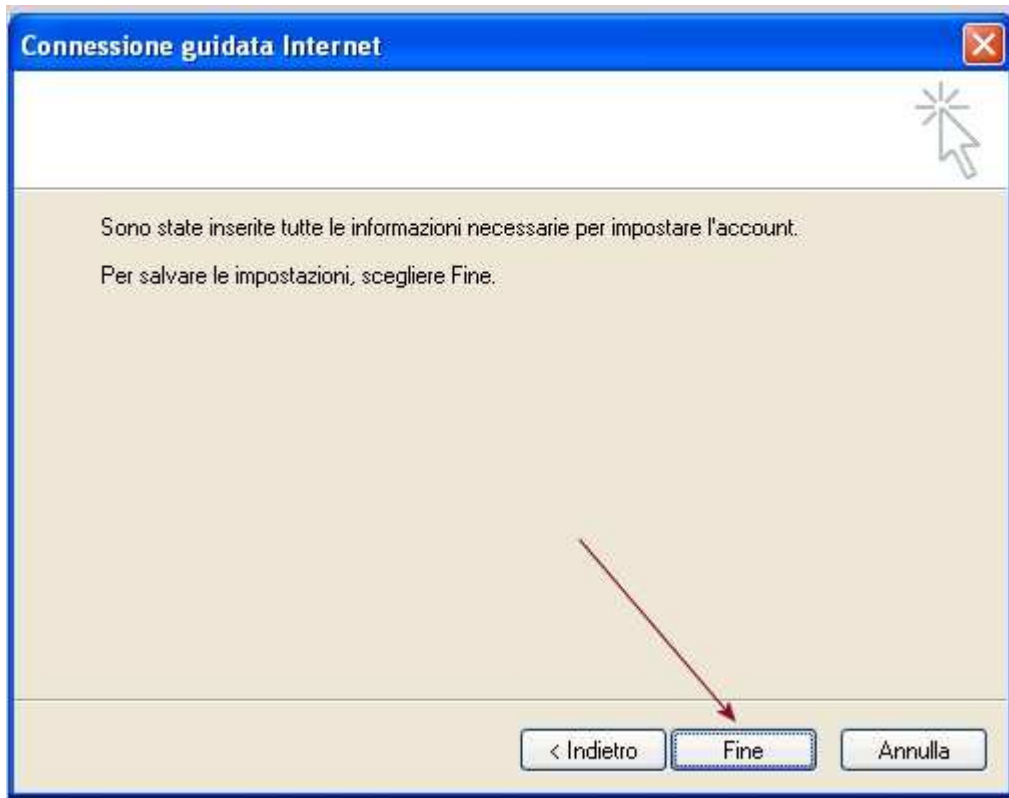 Connessione guidata Internet
Sono state inserite tutte le informazioni necessarie per impostare l'account.
Per salvare le impostazioni, scegliere Fine.
< Indietro
Fine
Annulla